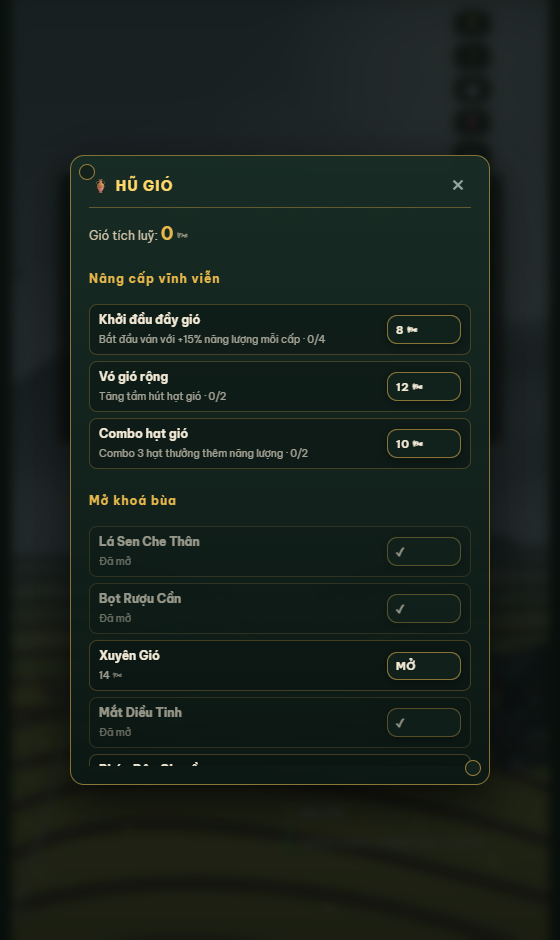 HŨ GIÓ
Gió tích luỹ: 0
Nâng cấp vĩnh viễn
Khởi đầu đầy gió
Bắt đầu ván với +15% năng lượng mỗi cấp · 0/4
8
Vó gió rộng
Tăng tầm hút hạt gió · 0/2
12
Combo hạt gió
Combo 3 hạt thưởng thêm năng lượng · 0/2
10
Mở khoá bùa
Lá Sen Che Thân
Đã mở
Bọt Rượu Cần
Đã mở
Xuyên Gió
14
MỞ
Mắt Diều Tinh
Đã mở